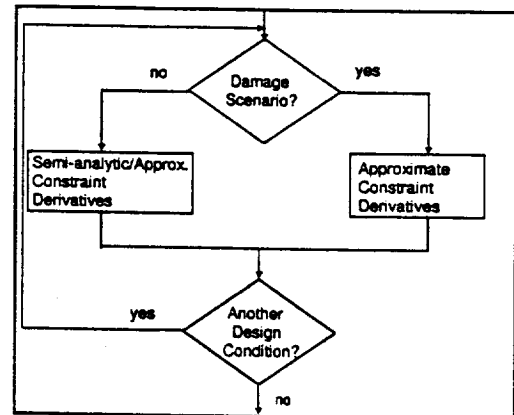 no
Damage
Scenario?
yes
Semi-analytic/Approx.
Constraint
Derivatives
Approximate
Constraint
Derivatives
yes
Another
Design
Condition?
no